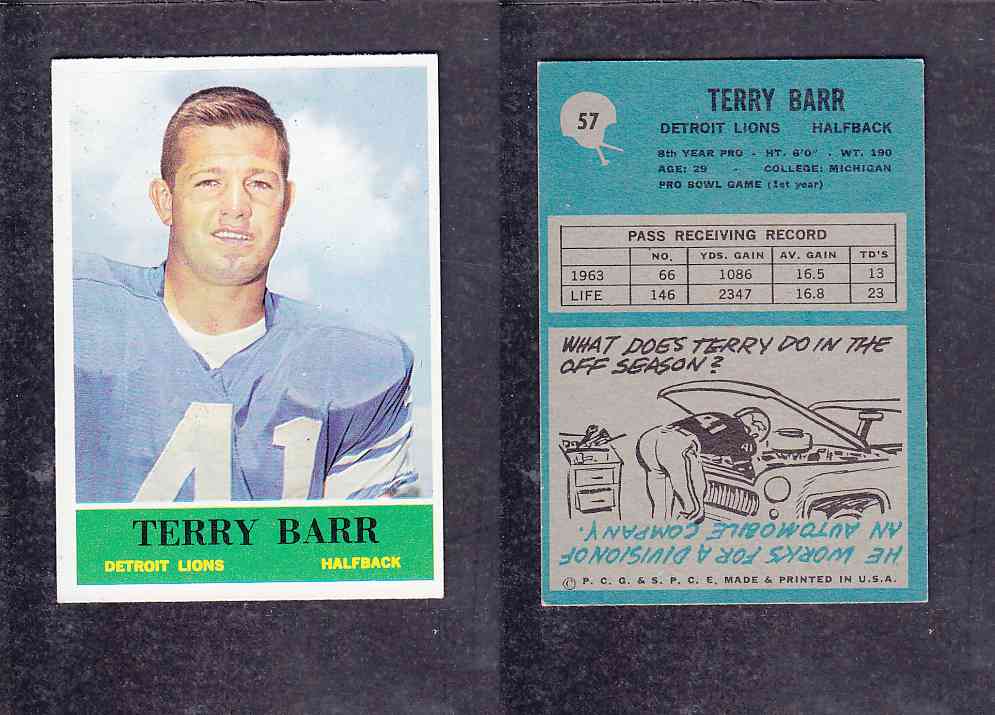 41
TERRY BARR
DETROIT LIONS HALFBACK
57
TERRY BARR
DETROIT LIONS HALFBACK
8th YEAR PRO - HT. 6'0" - WT. 190
AGE: 29 - COLLEGE: MICHIGAN
PRO BOWL GAME (1st year)
PASS RECEIVING RECORD
NO. YDS. GAIN AV. GAIN TD'S
1963 66 1086 16.5 13
LIFE 146 2347 16.8 23
WHAT DOES TERRY DO IN THE
OFF SEASON?
41
HE WORKS FOR A DIVISION OF
AN AUTOMOBILE COMPANY.
© P. C. G. & S. P. C. E. MADE & PRINTED IN U.S.A.